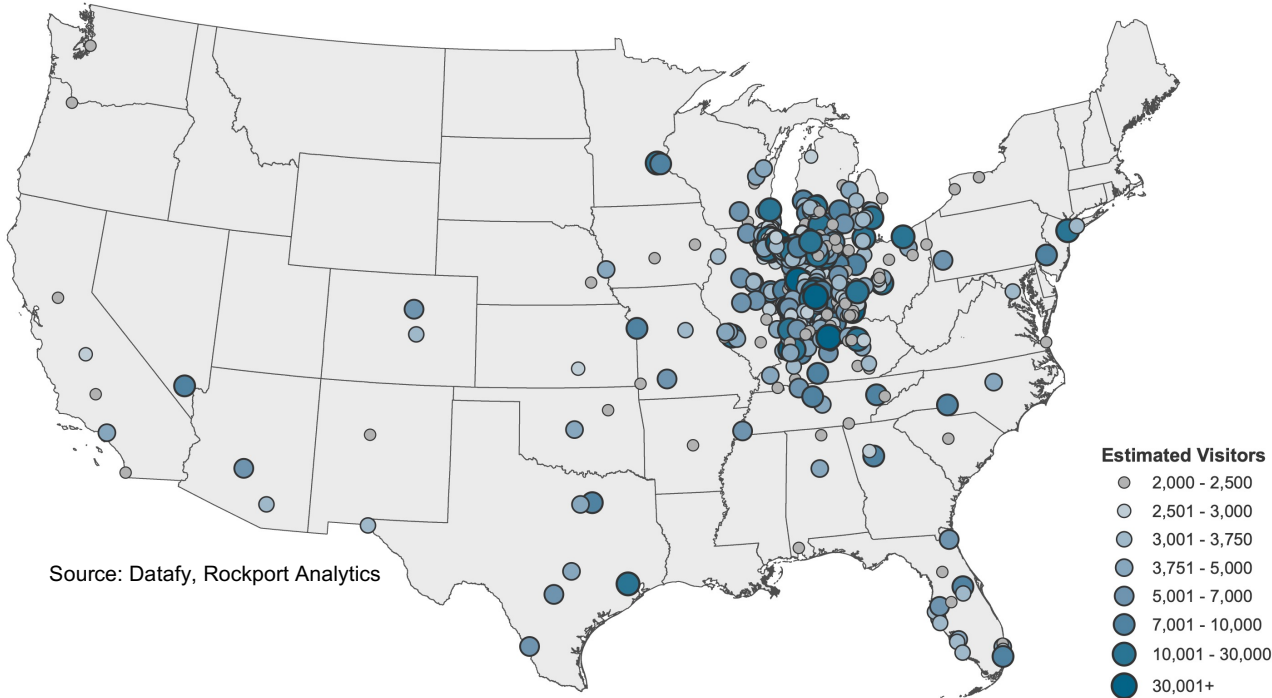 Source: Datafy, Rockport Analytics
Estimated Visitors
2,000 - 2,500
2,501 - 3,000
3,001 - 3,750
3,751 - 5,000
5,001 - 7,000
7,001 - 10,000
10,001 - 30,000
30,001+